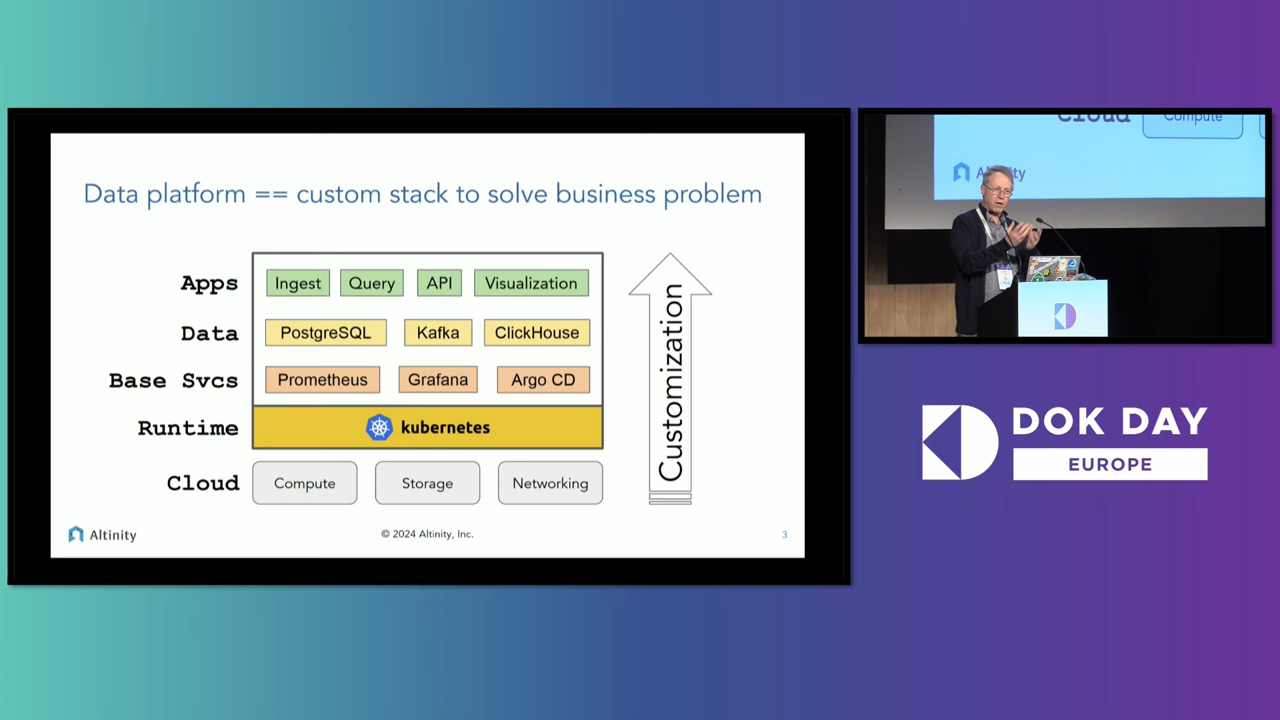 Data platform == custom stack to solve business problem
Apps
Ingest
Query
API
Visualization
Data
PostgreSQL
Kafka
ClickHouse
Base Svcs
Prometheus
Grafana
Argo CD
Runtime
kubernetes
Cloud
Compute
Storage
Networking
Customization
Altinity
© 2024 Altinity, Inc.
3
Cloud
Compute
DOK DAY
EUROPE